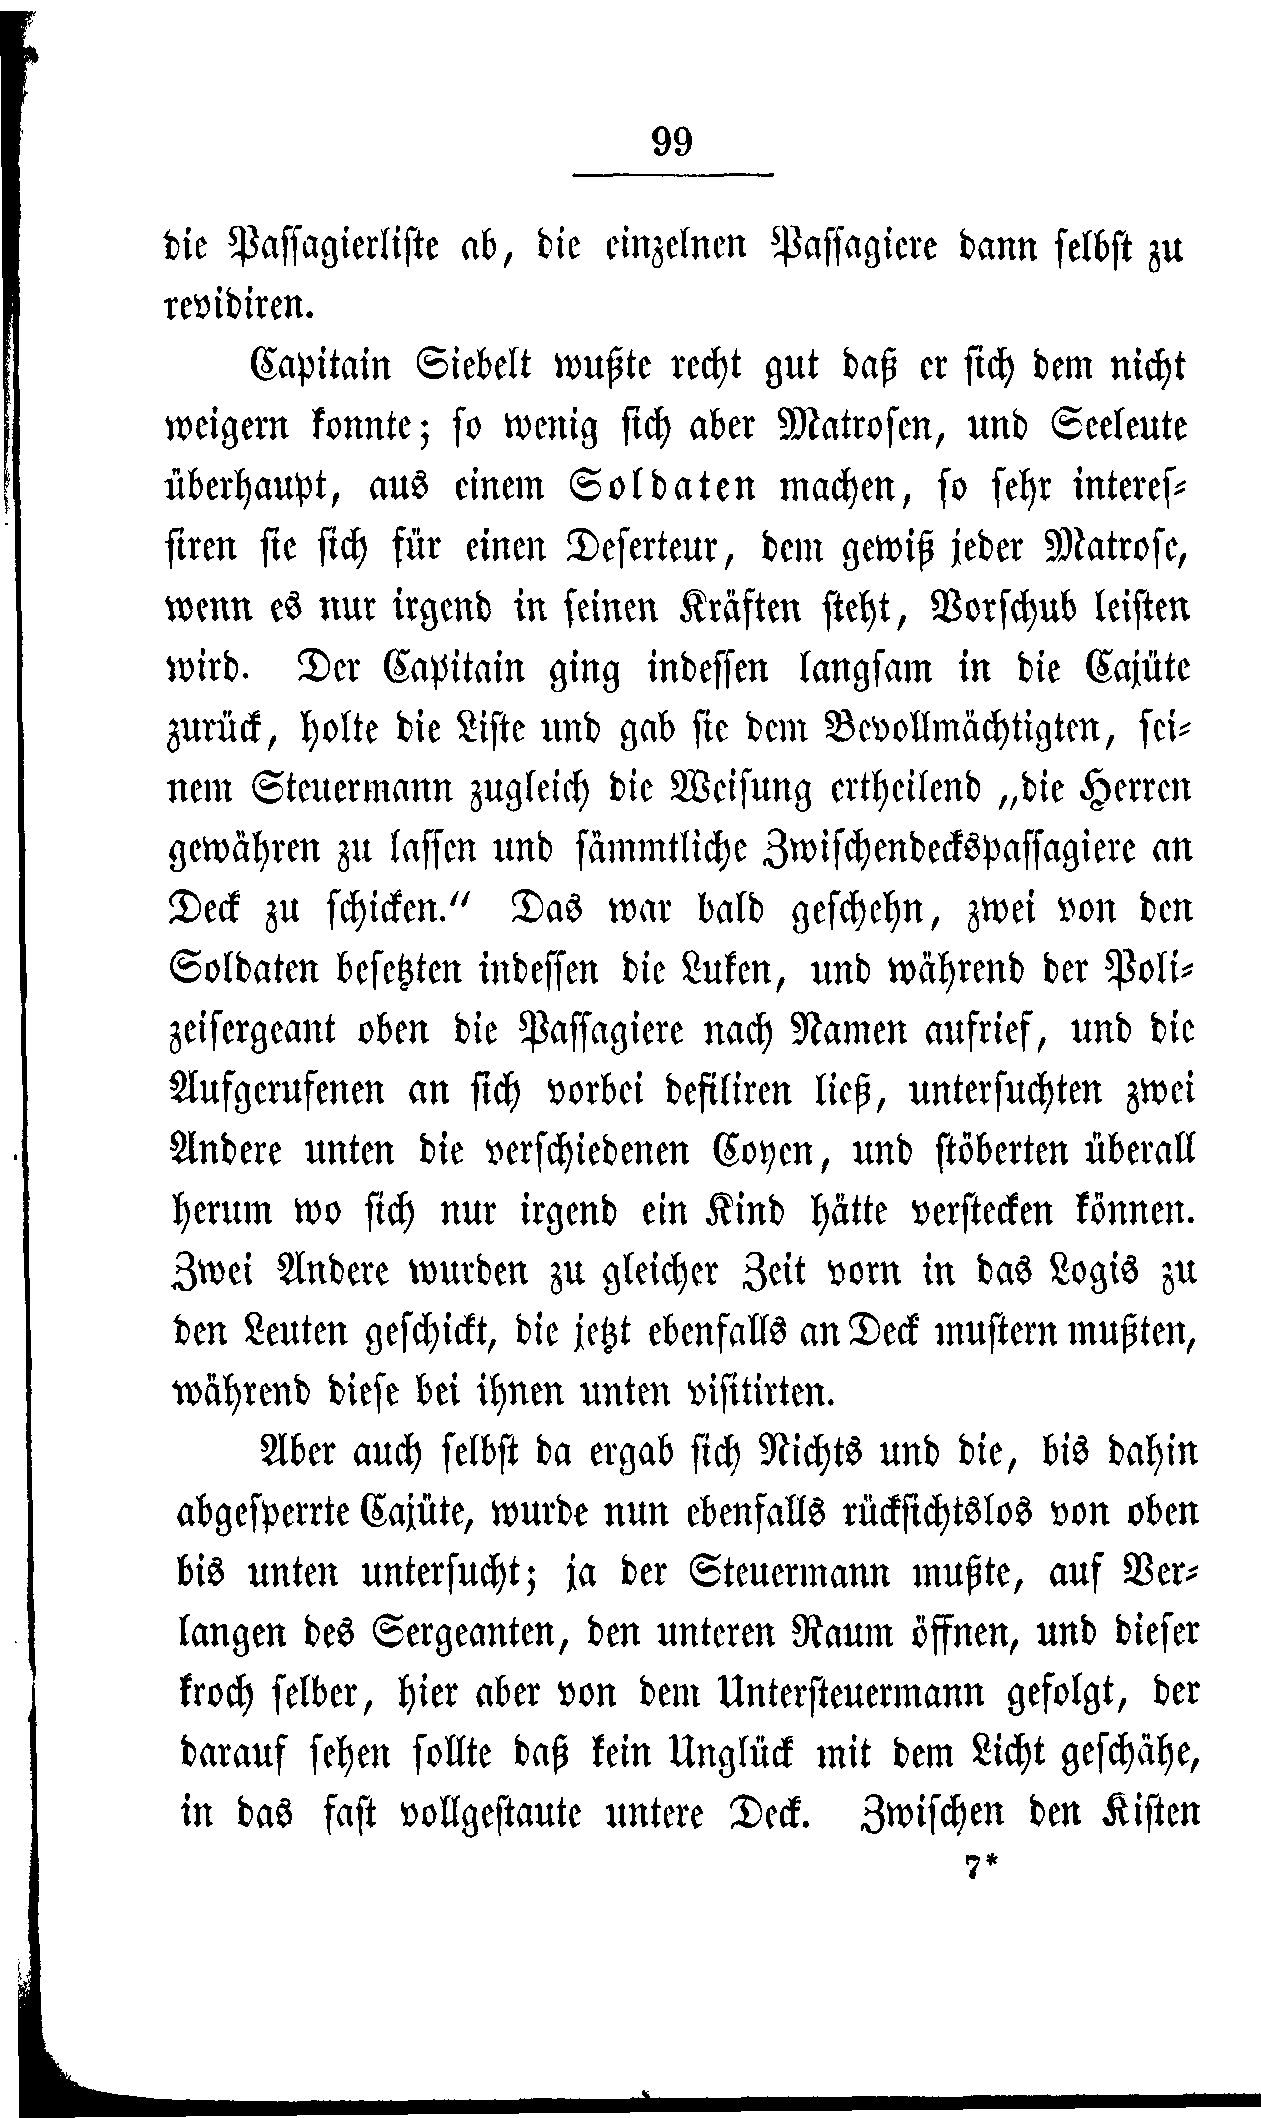 99
die Paſſagierliſte ab, die einzelnen Paſſagiere dann ſelbſt zu
revidiren.
Capitain Siebelt wußte recht gut daß er ſich dem nicht
weigern konnte; ſo wenig ſich aber Matroſen, und Seeleute
überhaupt, aus einem Soldaten machen, ſo ſehr intereſ⸗
ſiren ſie ſich für einen Deſerteur, dem gewiß jeder Matroſe,
wenn es nur irgend in ſeinen Kräften ſteht, Vorſchub leiſten
wird. Der Capitain ging indeſſen langſam in die Cajüte
zurück, holte die Liſte und gab ſie dem Bevollmächtigten, ſei⸗
nem Steuermann zugleich die Weiſung ertheilend „die Herren
gewähren zu laſſen und ſämmtliche Zwiſchendeckspaſſagiere an
Deck zu ſchicken.“ Das war bald geſchehn, zwei von den
Soldaten beſetzten indeſſen die Luken, und während der Poli⸗
zeiſergeant oben die Paſſagiere nach Namen aufrief, und die
Aufgerufenen an ſich vorbei defiliren ließ, unterſuchten zwei
Andere unten die verſchiedenen Coyen, und ſtöberten überall
herum wo ſich nur irgend ein Kind hätte verſtecken können.
Zwei Andere wurden zu gleicher Zeit vorn in das Logis zu
den Leuten geſchickt, die jetzt ebenfalls an Deck muſtern mußten,
während dieſe bei ihnen unten viſitirten.
Aber auch ſelbſt da ergab ſich Nichts und die, bis dahin
abgeſperrte Cajüte, wurde nun ebenfalls rückſichtslos von oben
bis unten unterſucht; ja der Steuermann mußte, auf Ver⸗
langen des Sergeanten, den unteren Raum öffnen, und dieſer
kroch ſelber, hier aber von dem Unterſteuermann gefolgt, der
darauf ſehen ſollte daß kein Unglück mit dem Licht geſchähe,
in das faſt vollgeſtaute untere Deck. Zwiſchen den Kiſten
7*